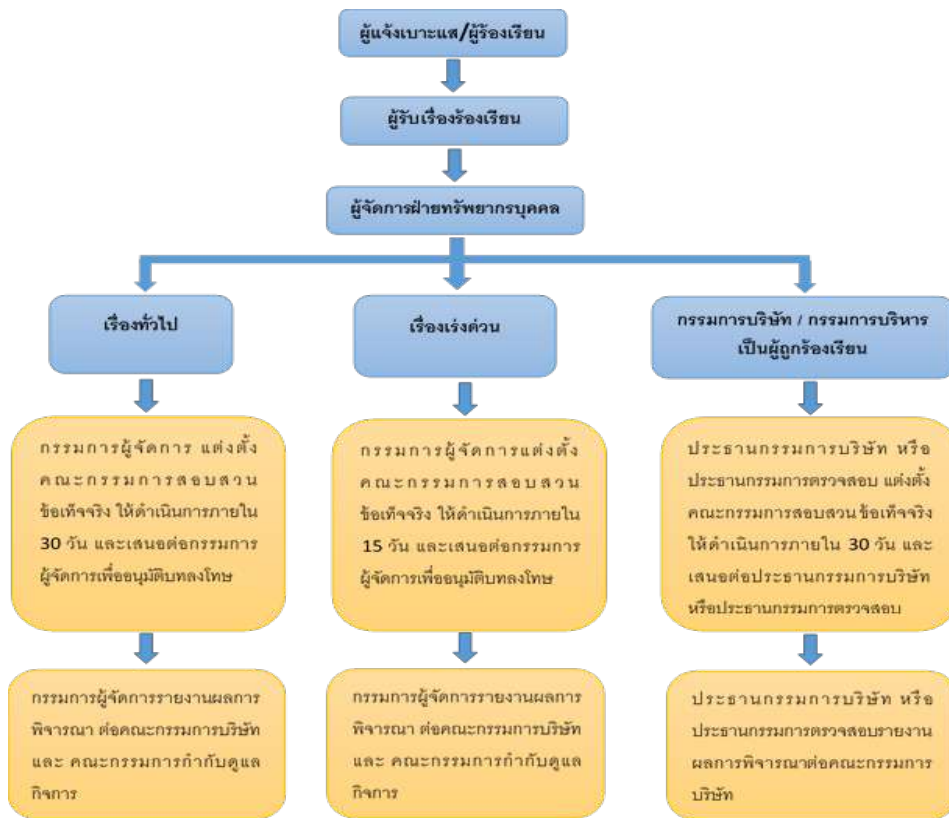 ผู้แจ้งเบาะแส/ผู้ร้องเรียน
ผู้รับเรื่องร้องเรียน
ผู้จัดการฝ่ายทรัพยากรบุคคล
เรื่องทั่วไป
เรื่องเร่งด่วน
กรรมการบริษัท / กรรมการบริหาร
เป็นผู้ถูกร้องเรียน
กรรมการผู้จัดการ แต่งตั้ง
คณะกรรมการสอบสวน
ข้อเท็จจริง ให้ดำเนินการภายใน
30 วัน และเสนอต่อกรรมการ
ผู้จัดการเพื่ออนุมัติบทลงโทษ
กรรมการผู้จัดการแต่งตั้ง
คณะกรรมการสอบสวน
ข้อเท็จจริง ให้ดำเนินการภายใน
15 วัน และเสนอต่อกรรมการ
ผู้จัดการเพื่ออนุมัติบทลงโทษ
ประธานกรรมการบริษัท หรือ
ประธานกรรมการตรวจสอบ แต่งตั้ง
คณะกรรมการสอบสวน ข้อเท็จจริง
ให้ดำเนินการภายใน 30 วัน และ
เสนอต่อประธานกรรมการบริษัท
หรือประธานกรรมการตรวจสอบ
กรรมการผู้จัดการรายงานผลการ
พิจารณา ต่อคณะกรรมการบริษัท
และ คณะกรรมการกำกับดูแล
กิจการ
กรรมการผู้จัดการรายงานผลการ
พิจารณา ต่อคณะกรรมการบริษัท
และ คณะกรรมการกำกับดูแล
กิจการ
ประธานกรรมการบริษัท หรือ
ประธานกรรมการตรวจสอบรายงาน
ผลการพิจารณาต่อคณะกรรมการ
บริษัท